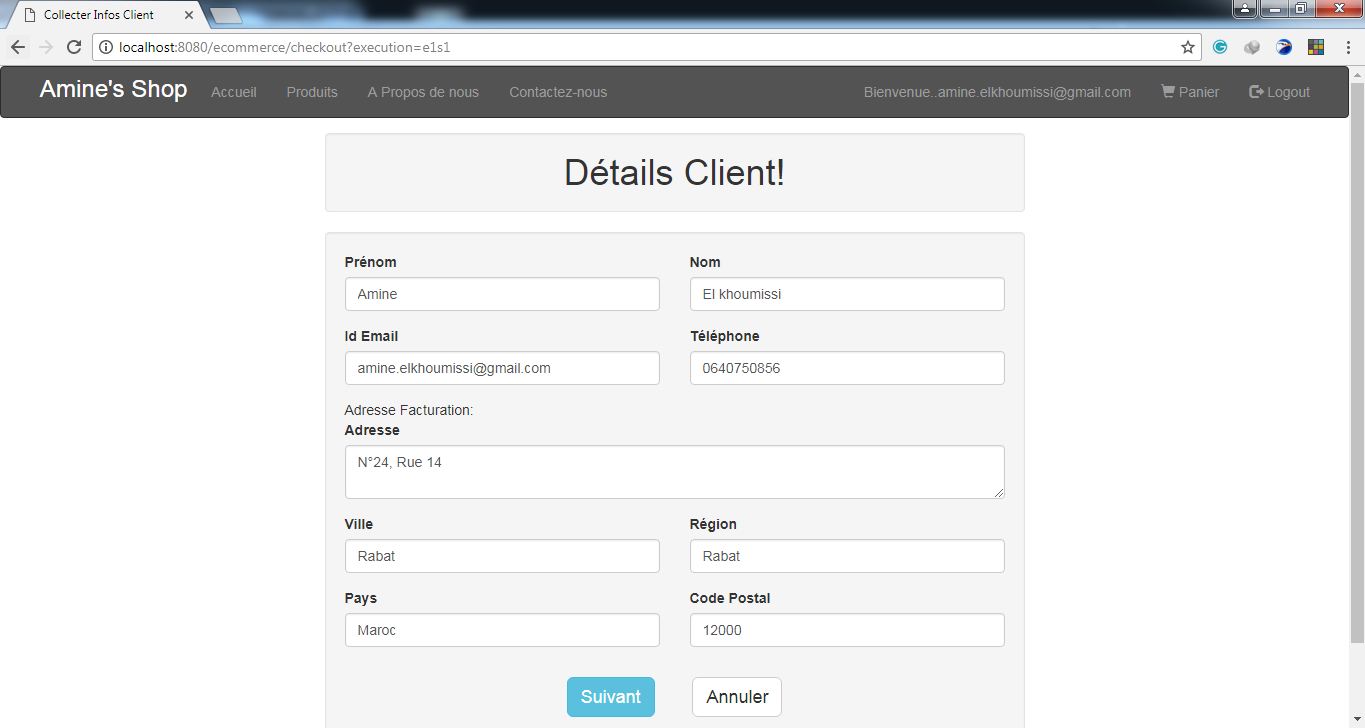 Collecter Infos Client
localhost:8080/ecommerce/checkout?execution=e1s1
Amine's Shop Accueil Produits A Propos de nous Contactez-nous Bienvenue..amine.elkhoumissi@gmail.com Panier Logout
Détails Client!
Prénom Nom
Amine El khoumissi
Id Email Téléphone
amine.elkhoumissi@gmail.com 0640750856
Adresse Facturation:
Adresse
N°24, Rue 14
Ville Région
Rabat Rabat
Pays Code Postal
Maroc 12000
Suivant Annuler